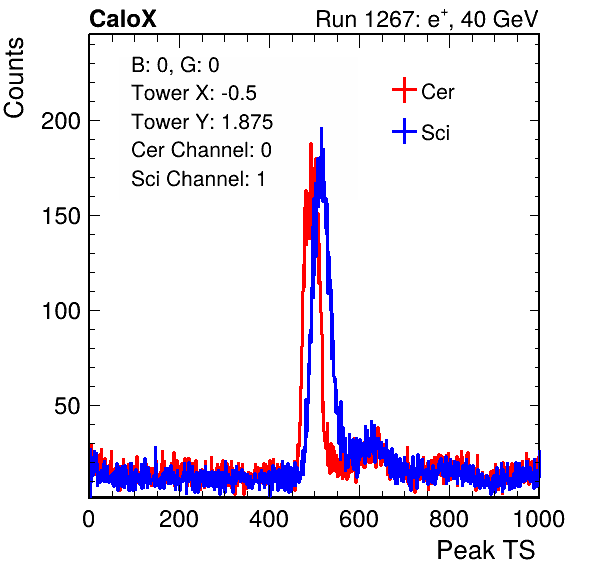 CaloX Run 1267: e⁺, 40 GeV
Counts
B: 0, G: 0
Tower X: -0.5
Tower Y: 1.875
Cer Channel: 0
Sci Channel: 1
Cer
Sci
200
150
100
50
0 200 400 600 800 1000
Peak TS